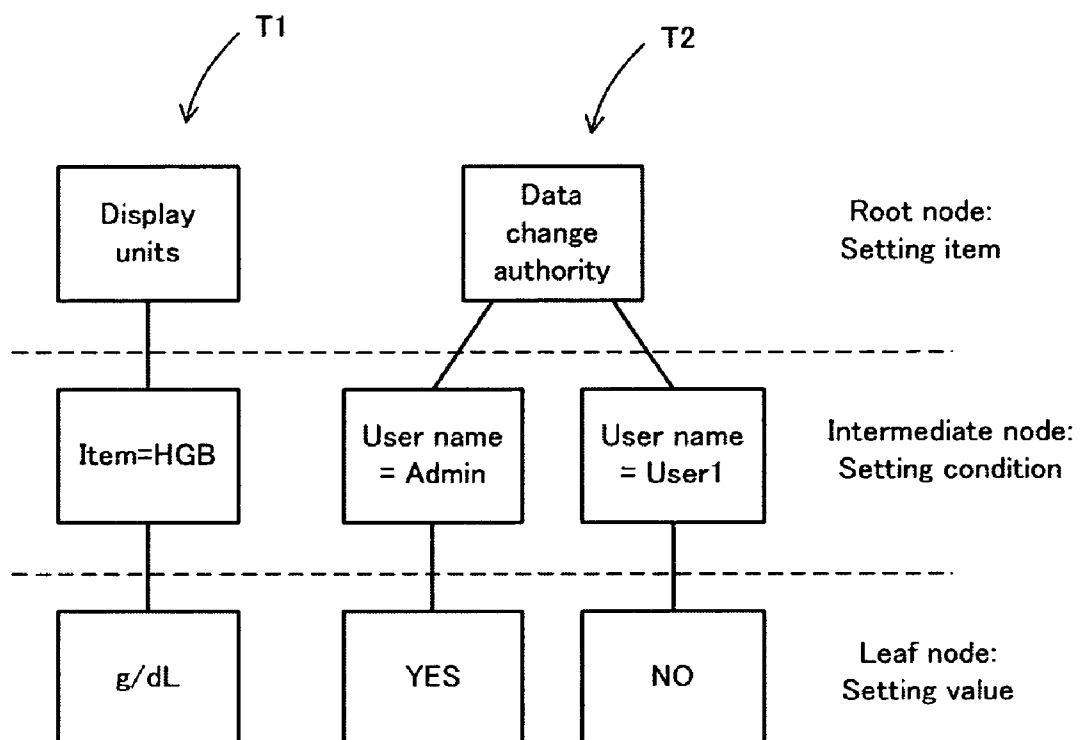 T1
T2
Display
units
Data
change
authority
Root node:
Setting item
Item=HGB
User name
= Admin
User name
= User1
Intermediate node:
Setting condition
g/dL
YES
NO
Leaf node:
Setting value